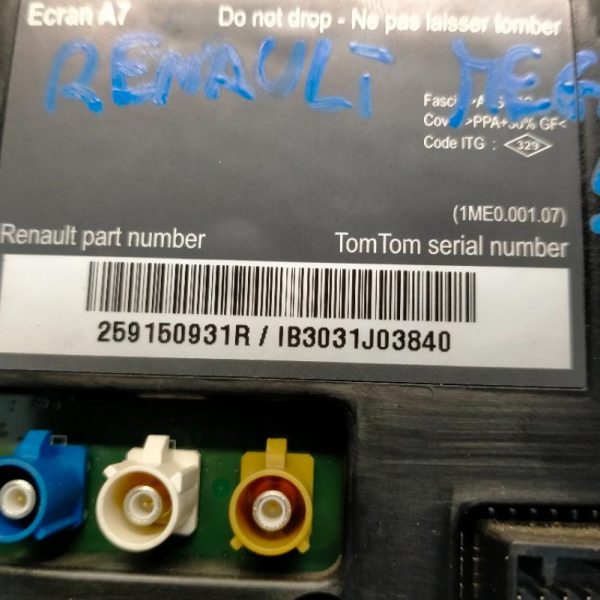 Ecran A7 Do not drop - Ne pas laisser tomber
RENAULT MEG
Code ITG : 329
(1ME0.001.07)
Renault part number TomTom serial number
259150931R / IB3031J03840